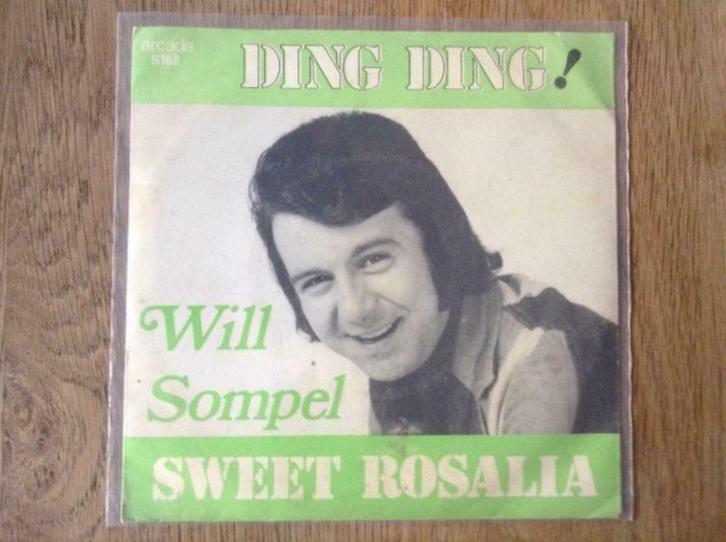 arcade
S168
DING DING!
Will
Sompel
SWEET ROSALIA